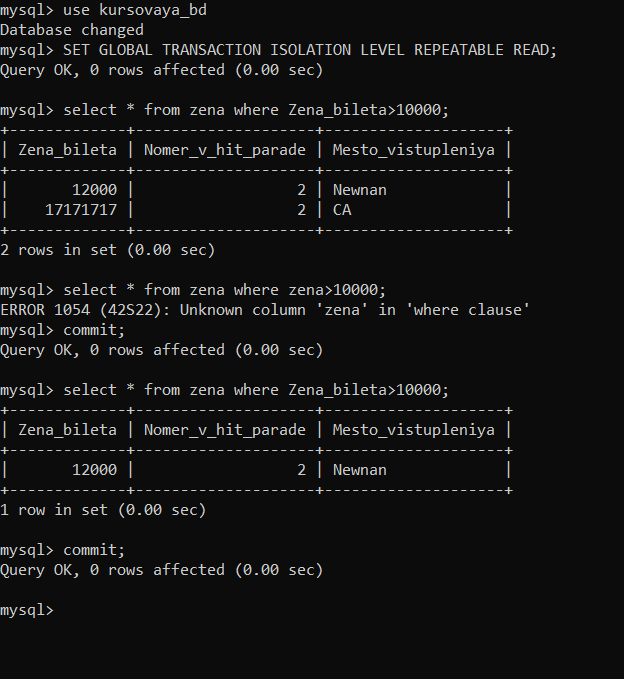 mysql> use kursovaya_bd
Database changed
mysql> SET GLOBAL TRANSACTION ISOLATION LEVEL REPEATABLE READ;
Query OK, 0 rows affected (0.00 sec)

mysql> select * from zena where Zena_bileta>10000;
+-------------+--------------------+--------------------+
| Zena_bileta | Nomer_v_hit_parade | Mesto_vistupleniya |
+-------------+--------------------+--------------------+
|       12000 |                  2 | Newnan             |
|    17171717 |                  2 | CA                 |
+-------------+--------------------+--------------------+
2 rows in set (0.00 sec)

mysql> select * from zena where zena>10000;
ERROR 1054 (42S22): Unknown column 'zena' in 'where clause'
mysql> commit;
Query OK, 0 rows affected (0.00 sec)

mysql> select * from zena where Zena_bileta>10000;
+-------------+--------------------+--------------------+
| Zena_bileta | Nomer_v_hit_parade | Mesto_vistupleniya |
+-------------+--------------------+--------------------+
|       12000 |                  2 | Newnan             |
+-------------+--------------------+--------------------+
1 row in set (0.00 sec)

mysql> commit;
Query OK, 0 rows affected (0.00 sec)

mysql>